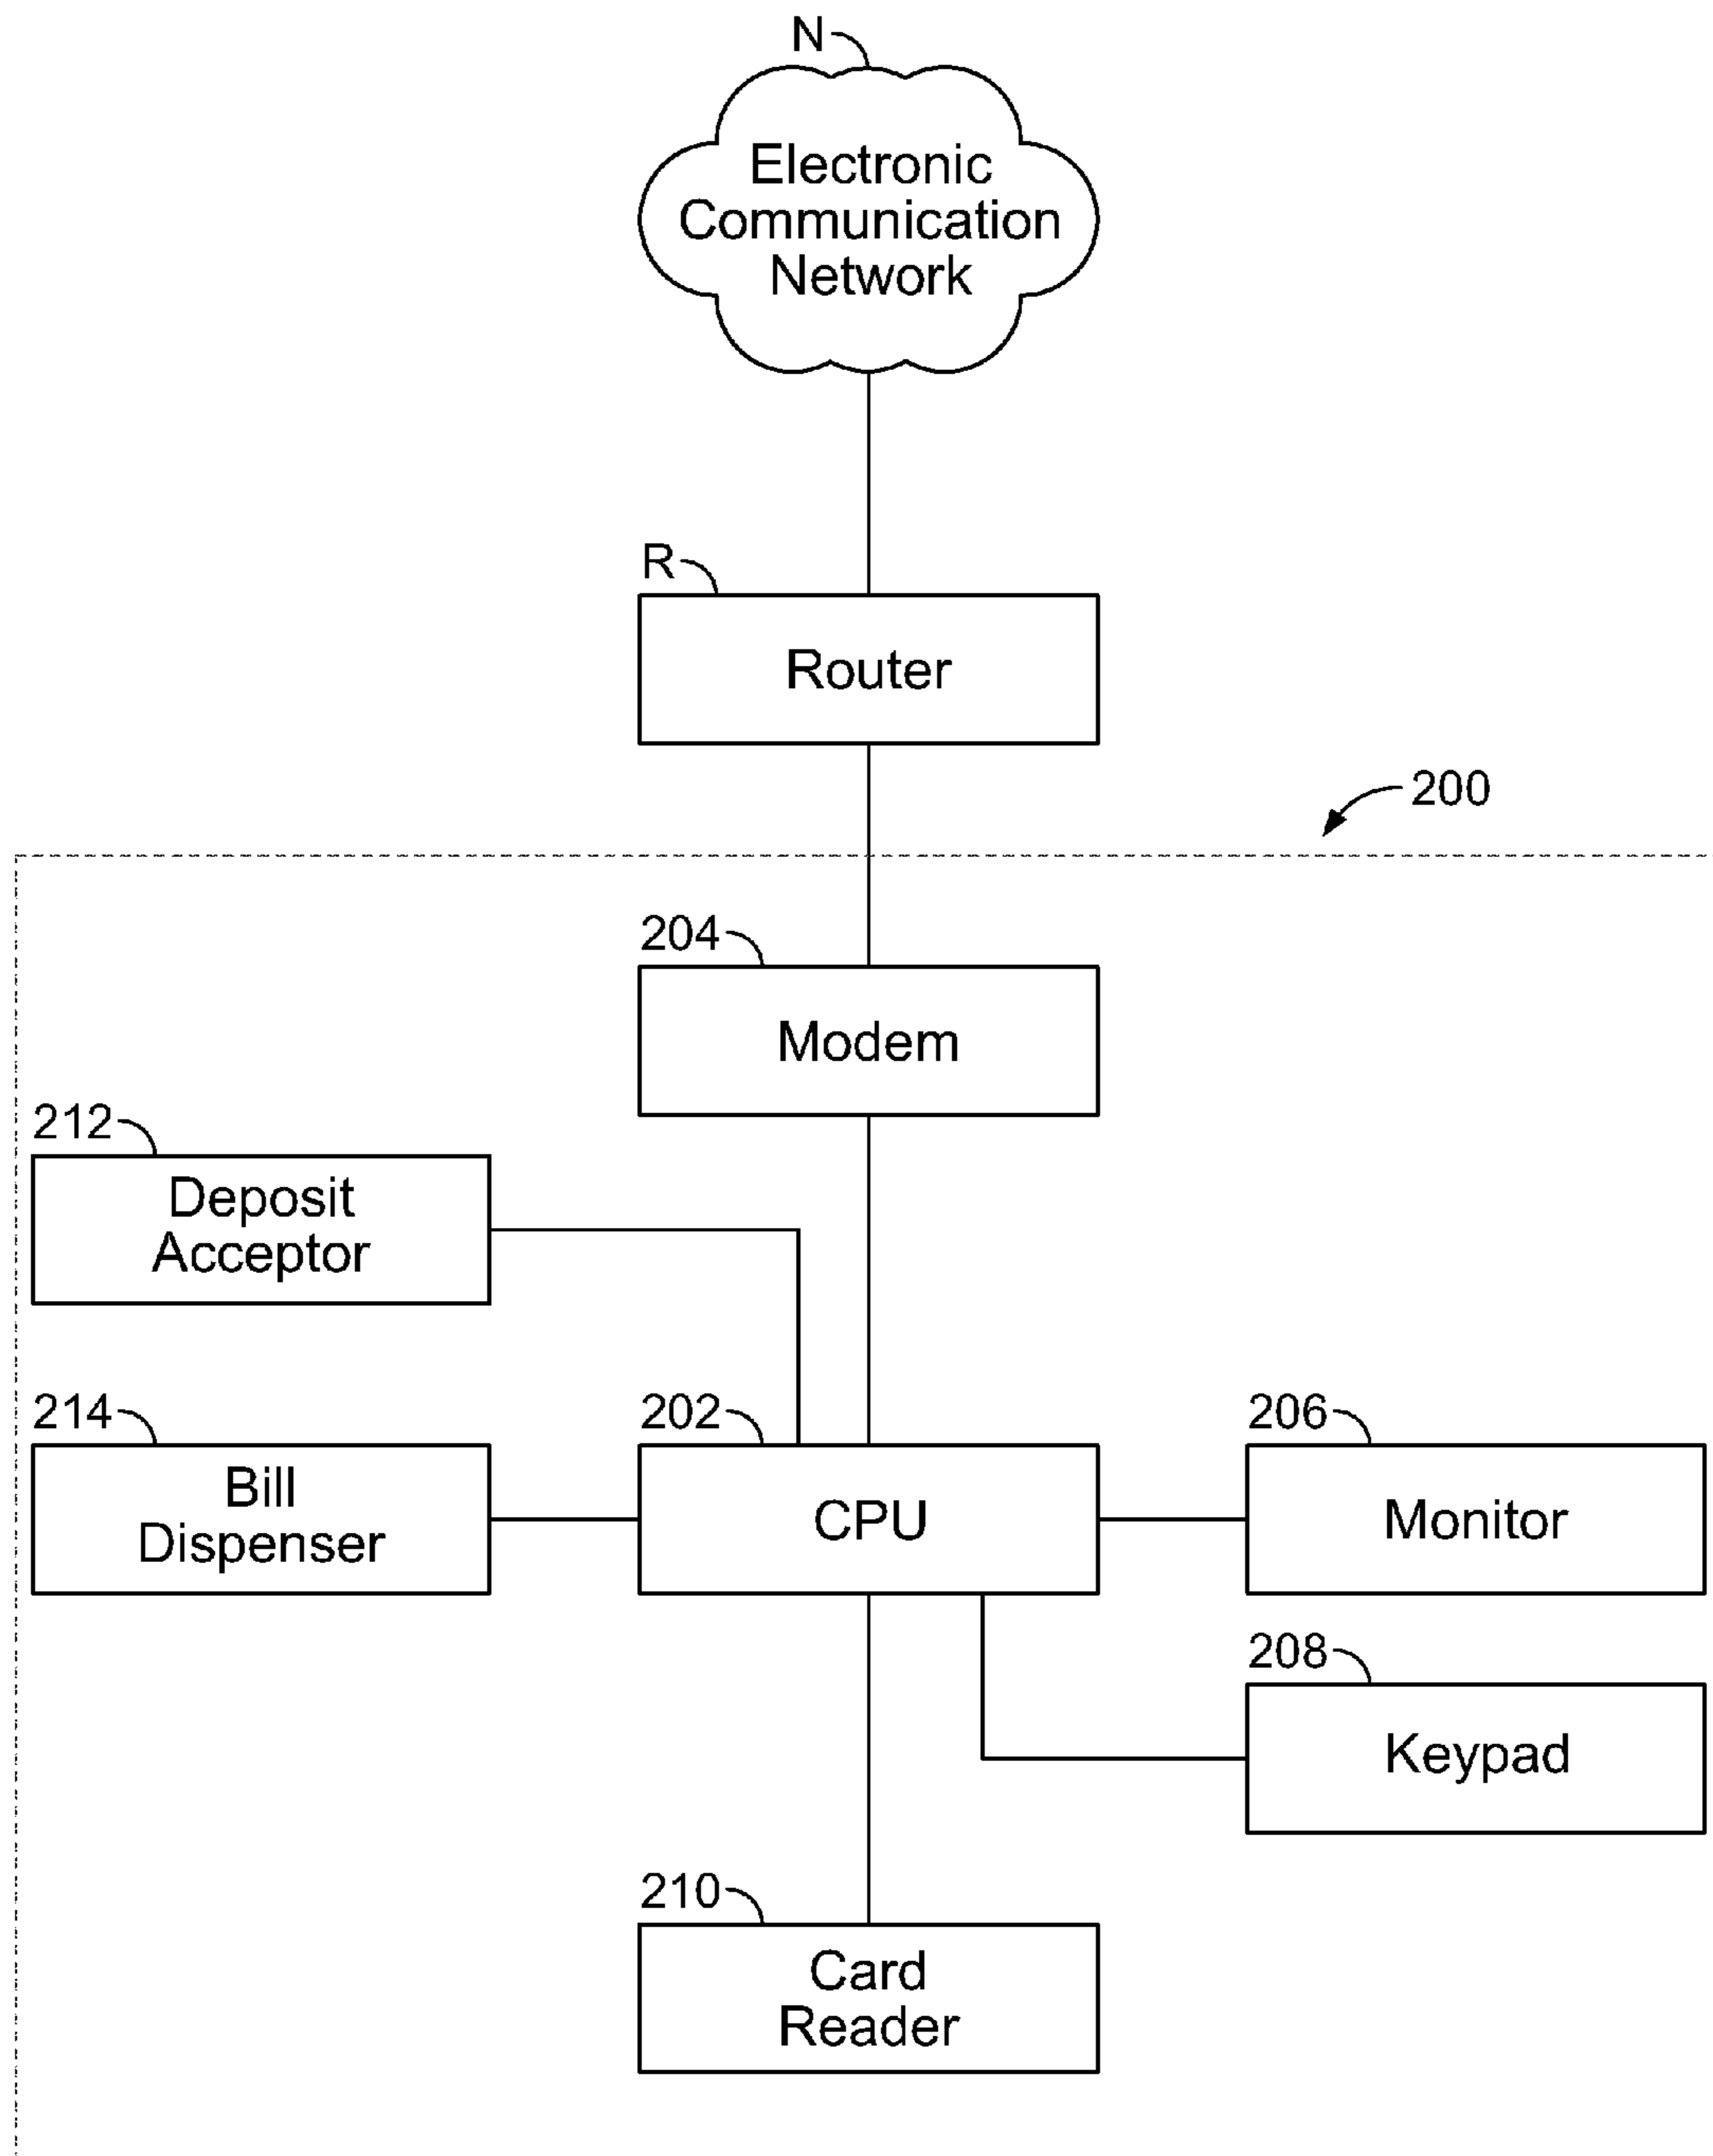 N
Electronic
Communication
Network
R
Router
200
204
Modem
212
Deposit
Acceptor
214
Bill
Dispenser
202
CPU
206
Monitor
208
Keypad
210
Card
Reader